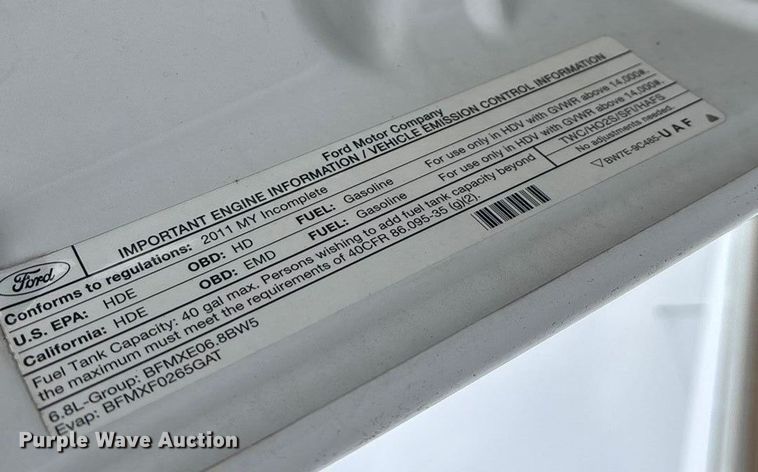 Ford
Ford Motor Company
IMPORTANT ENGINE INFORMATION / VEHICLE EMISSION CONTROL INFORMATION
Conforms to regulations: 2011 MY Incomplete
U.S. EPA: HDE OBD: HD FUEL: Gasoline For use only in HDV with GVWR above 14,000#.
California: HDE OBD: EMD FUEL: Gasoline For use only in HDV with GVWR above 14,000#.
Fuel Tank Capacity: 40 gal max. Persons wishing to add fuel tank capacity beyond
the maximum must meet the requirements of 40CFR 86.095-35 (g)(2).
TWC/HO2S/SFI/HAFS
No adjustments needed.
6.8L-Group: BFMXE06.8BW5
Evap: BFMXF0265GAT
BW7E-9C485-UAF
Purple Wave Auction